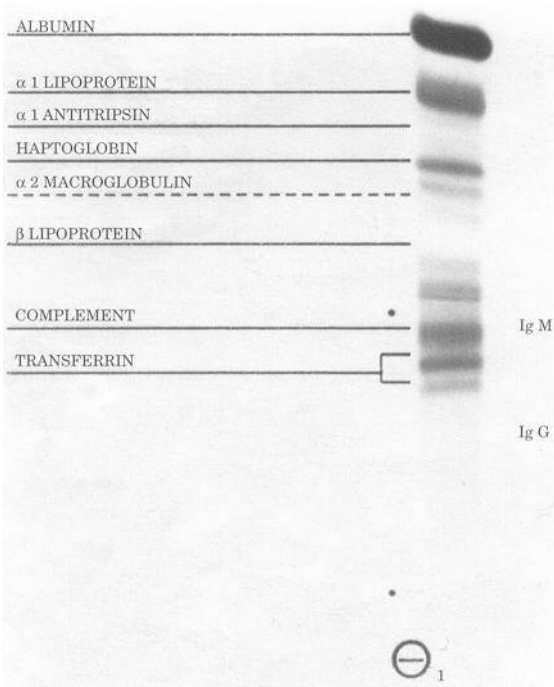 ALBUMIN
α 1 LIPOPROTEIN
α 1 ANTITRIPSIN
HAPTOGLOBIN
α 2 MACROGLOBULIN
β LIPOPROTEIN
COMPLEMENT
Ig M
TRANSFERRIN
Ig G
1